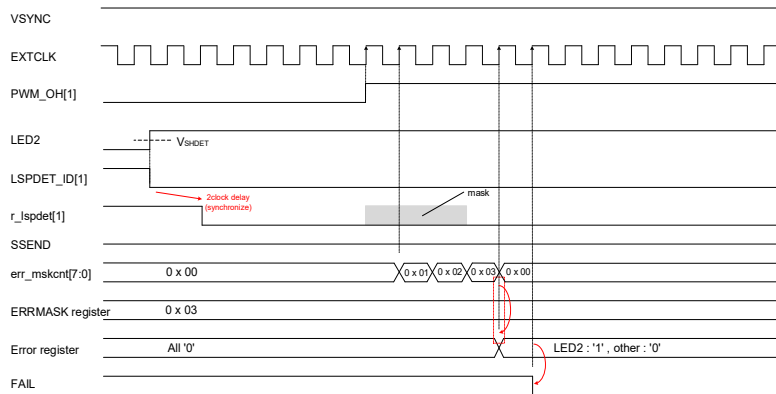 VSYNC
EXTCLK
PWM_OH[1]
LED2
VSHDET
LSPDET_ID[1]
2clock delay
(synchronize)
mask
r_lspdet[1]
SSEND
err_mskcnt[7:0] 0 x 00 0 x 01 0 x 02 0 x 03 0 x 00
ERRMASK register 0 x 03
Error register All '0' LED2 : '1' , other : '0'
FAIL